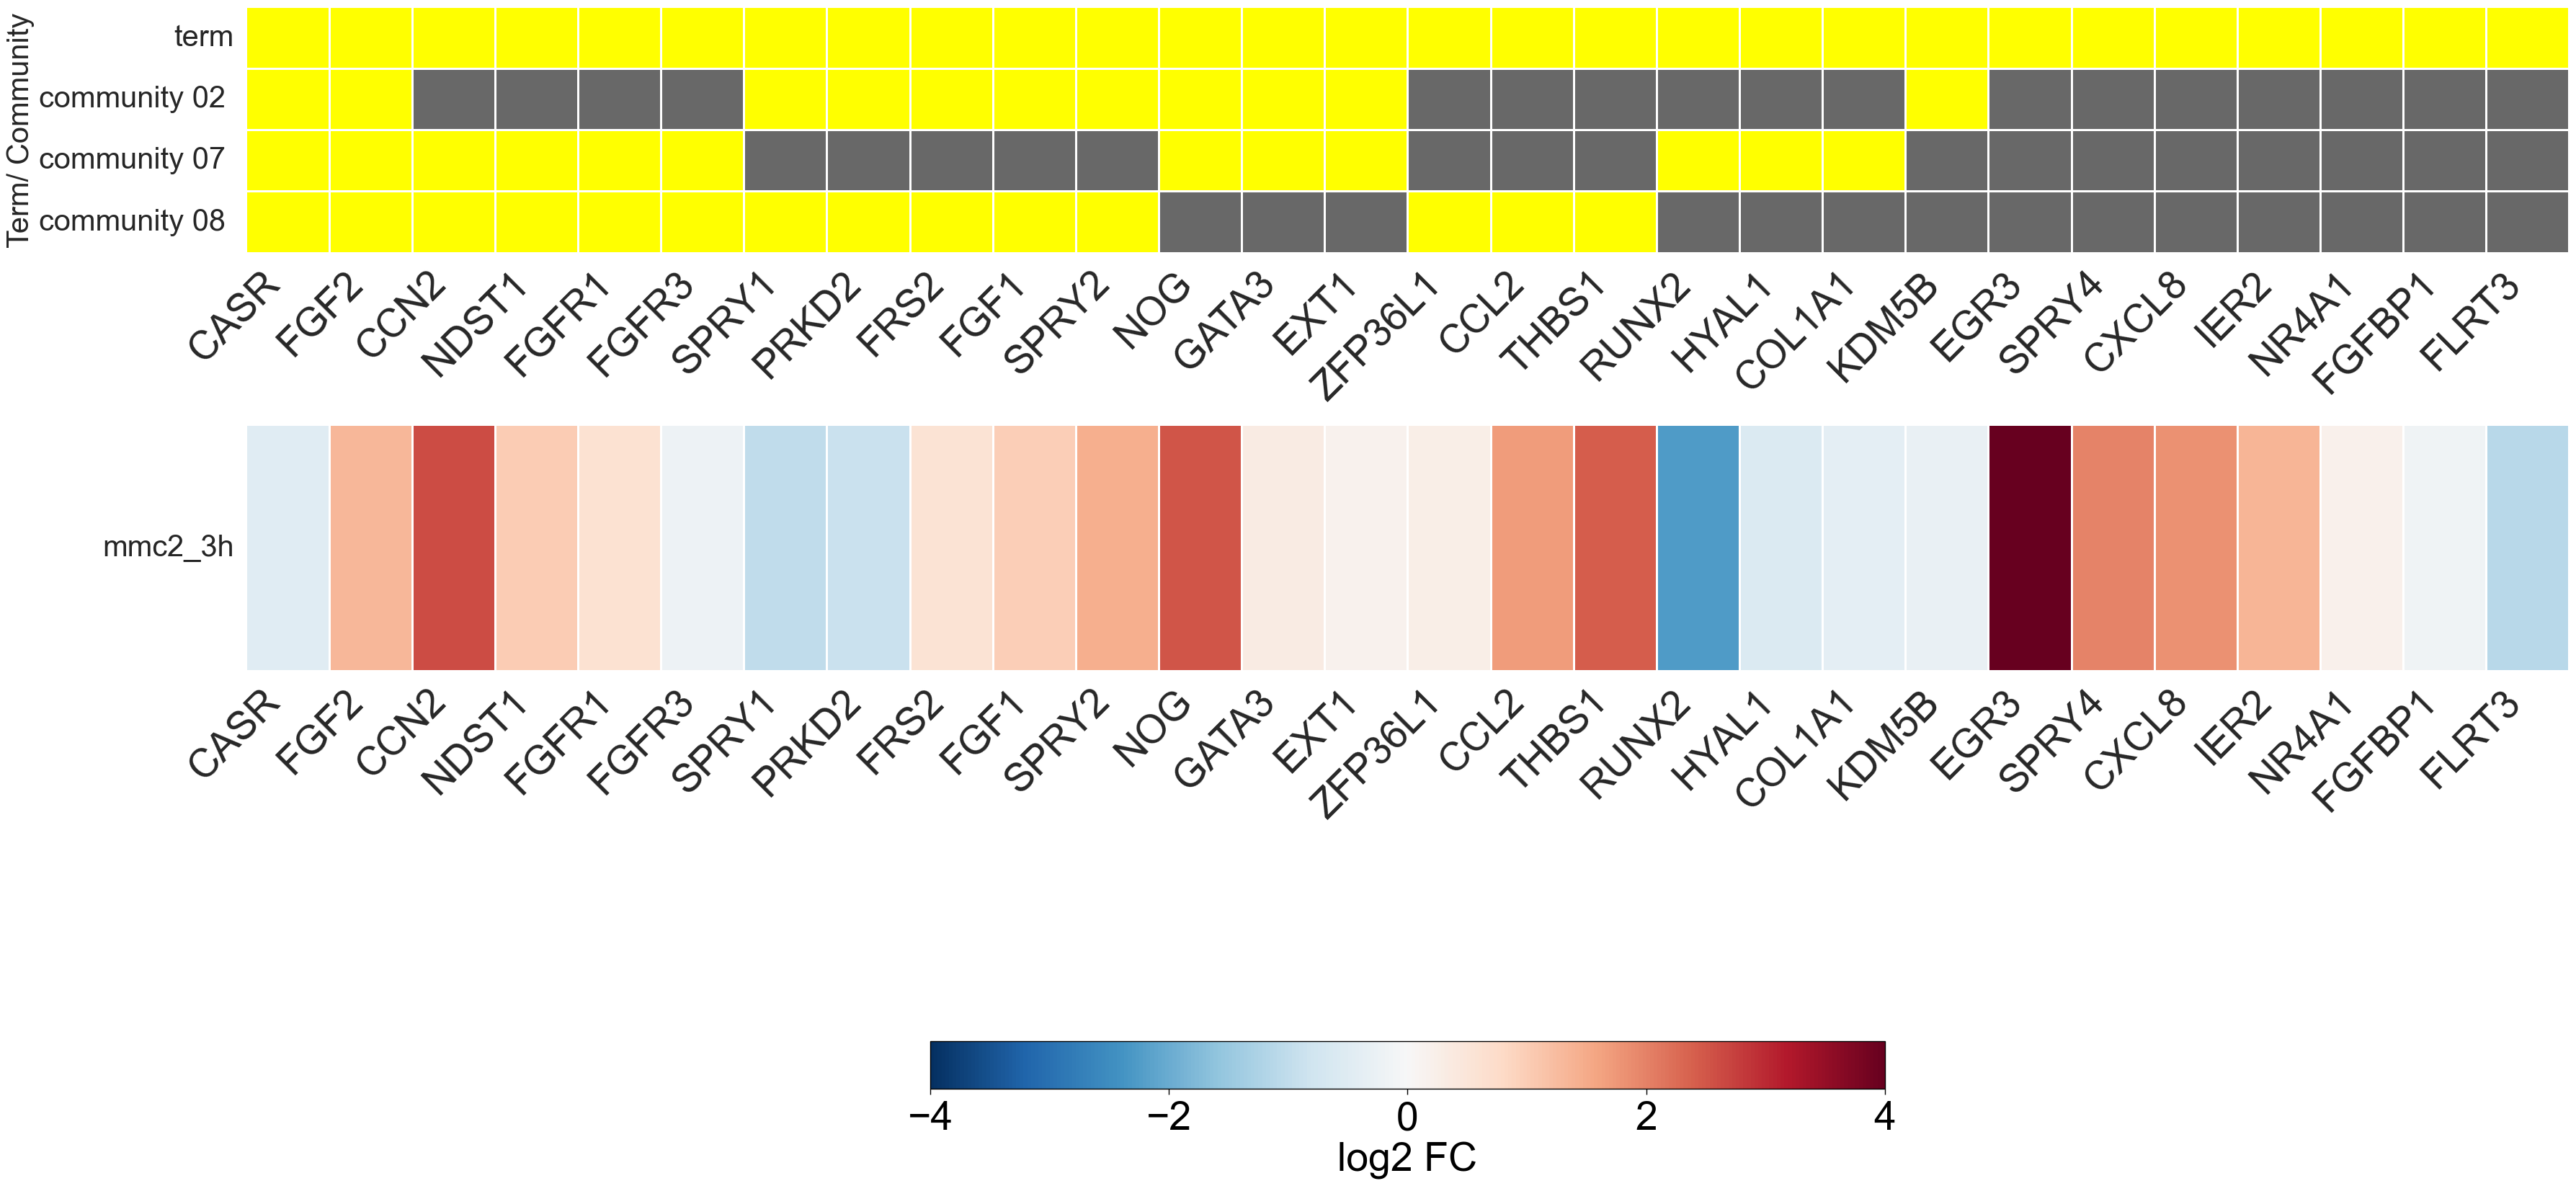 Term/ Community
term
community 02
community 07
community 08
CASR FGF2 CCN2 NDST1 FGFR1 FGFR3 SPRY1 PRKD2 FRS2 FGF1 SPRY2 NOG GATA3 EXT1 ZFP36L1 CCL2 THBS1 RUNX2 HYAL1 COL1A1 KDM5B EGR3 SPRY4 CXCL8 IER2 NR4A1 FGFBP1 FLRT3
mmc2_3h
CASR FGF2 CCN2 NDST1 FGFR1 FGFR3 SPRY1 PRKD2 FRS2 FGF1 SPRY2 NOG GATA3 EXT1 ZFP36L1 CCL2 THBS1 RUNX2 HYAL1 COL1A1 KDM5B EGR3 SPRY4 CXCL8 IER2 NR4A1 FGFBP1 FLRT3
−4 −2 0 2 4
log2 FC